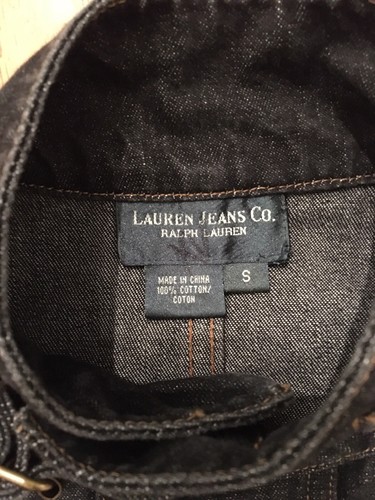 LAUREN JEANS CO.
RALPH LAUREN
MADE IN CHINA
100% COTTON/
COTON
S